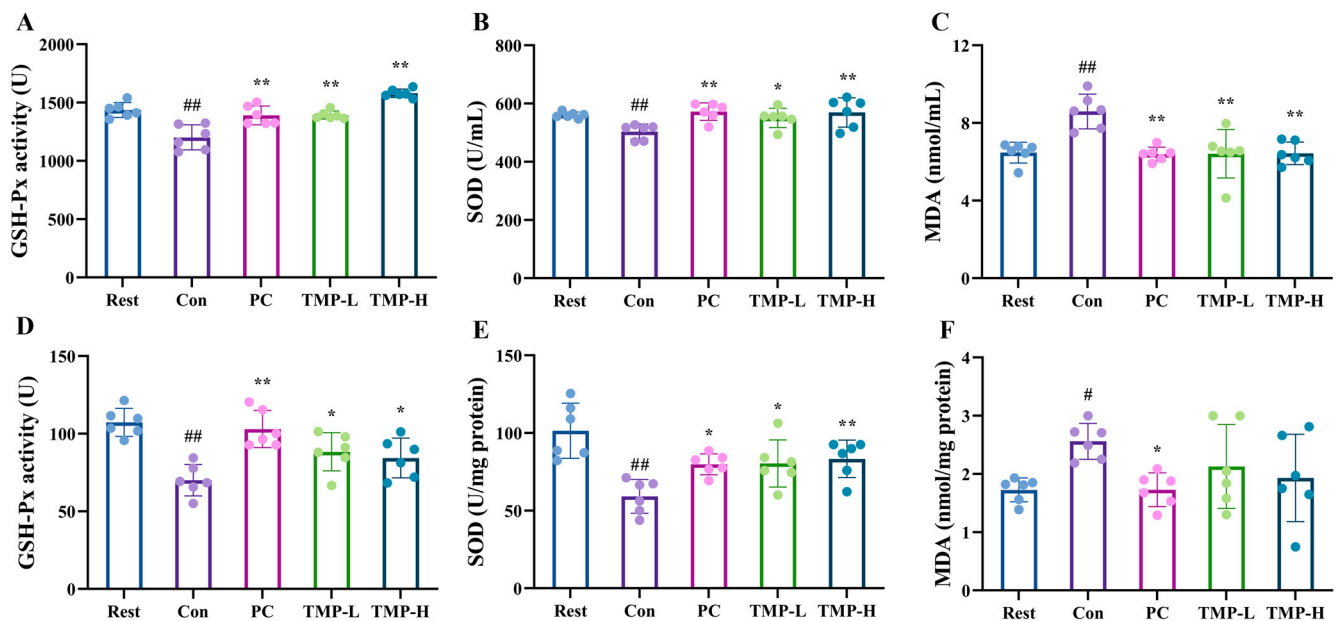 A
GSH-Px activity (U)
2000
1500
1000
500
0
##
**
**
**
Rest Con PC TMP-L TMP-H
B
SOD (U/mL)
800
600
400
200
0
##
**
*
**
Rest Con PC TMP-L TMP-H
C
MDA (nmol/mL)
12
8
4
0
##
**
**
**
Rest Con PC TMP-L TMP-H
D
GSH-Px activity (U)
150
100
50
0
##
**
*
*
Rest Con PC TMP-L TMP-H
E
SOD (U/mg protein)
150
100
50
0
##
*
*
**
Rest Con PC TMP-L TMP-H
F
MDA (nmol/mg protein)
4
3
2
1
0
#
*
Rest Con PC TMP-L TMP-H